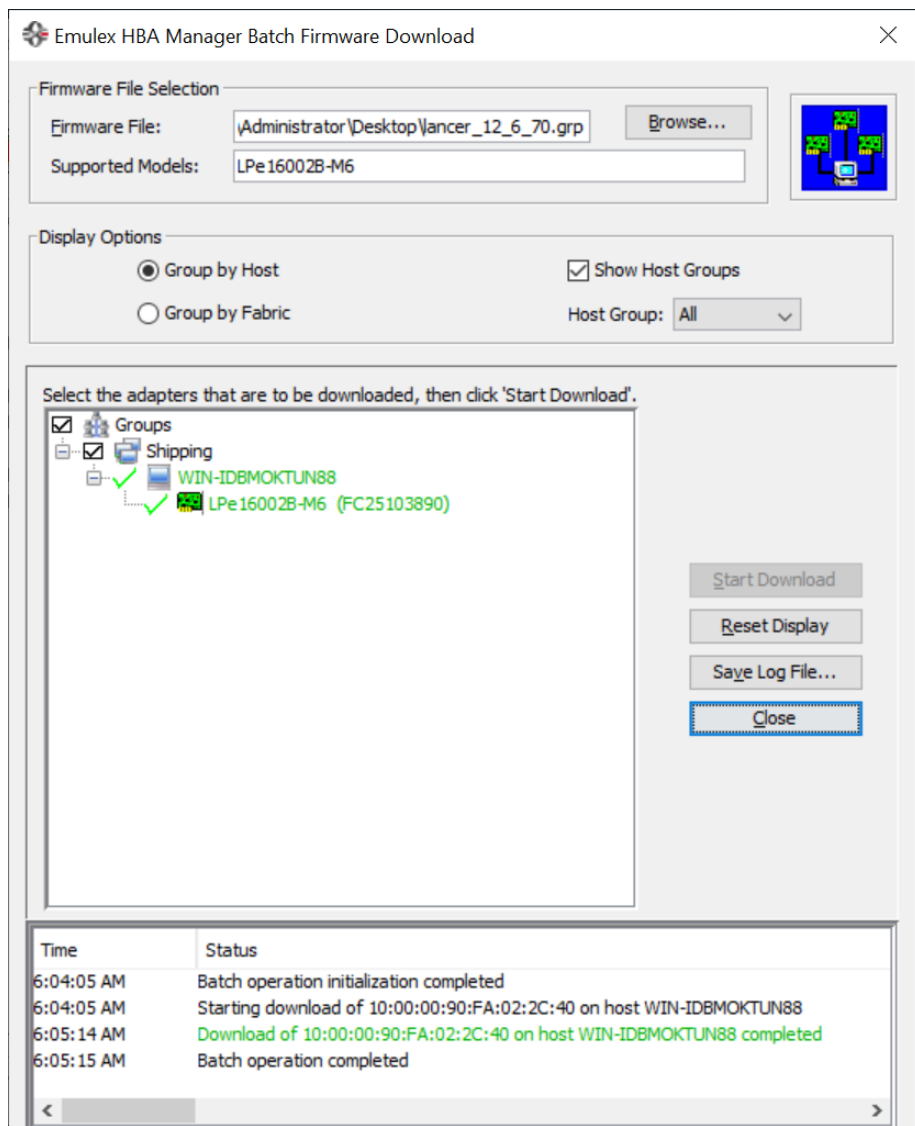 Emulex HBA Manager Batch Firmware Download
Firmware File Selection
Firmware File: \Administrator\Desktop\lancer_12_6_70.grp Browse...
Supported Models: LPe16002B-M6
Display Options
Group by Host Show Host Groups
Group by Fabric Host Group: All
Select the adapters that are to be downloaded, then click 'Start Download'.
Groups
Shipping
WIN-IDBMOKTUN88
LPe16002B-M6 (FC25103890)
Start Download
Reset Display
Save Log File...
Close
Time Status
6:04:05 AM Batch operation initialization completed
6:04:05 AM Starting download of 10:00:00:90:FA:02:2C:40 on host WIN-IDBMOKTUN88
6:05:14 AM Download of 10:00:00:90:FA:02:2C:40 on host WIN-IDBMOKTUN88 completed
6:05:15 AM Batch operation completed